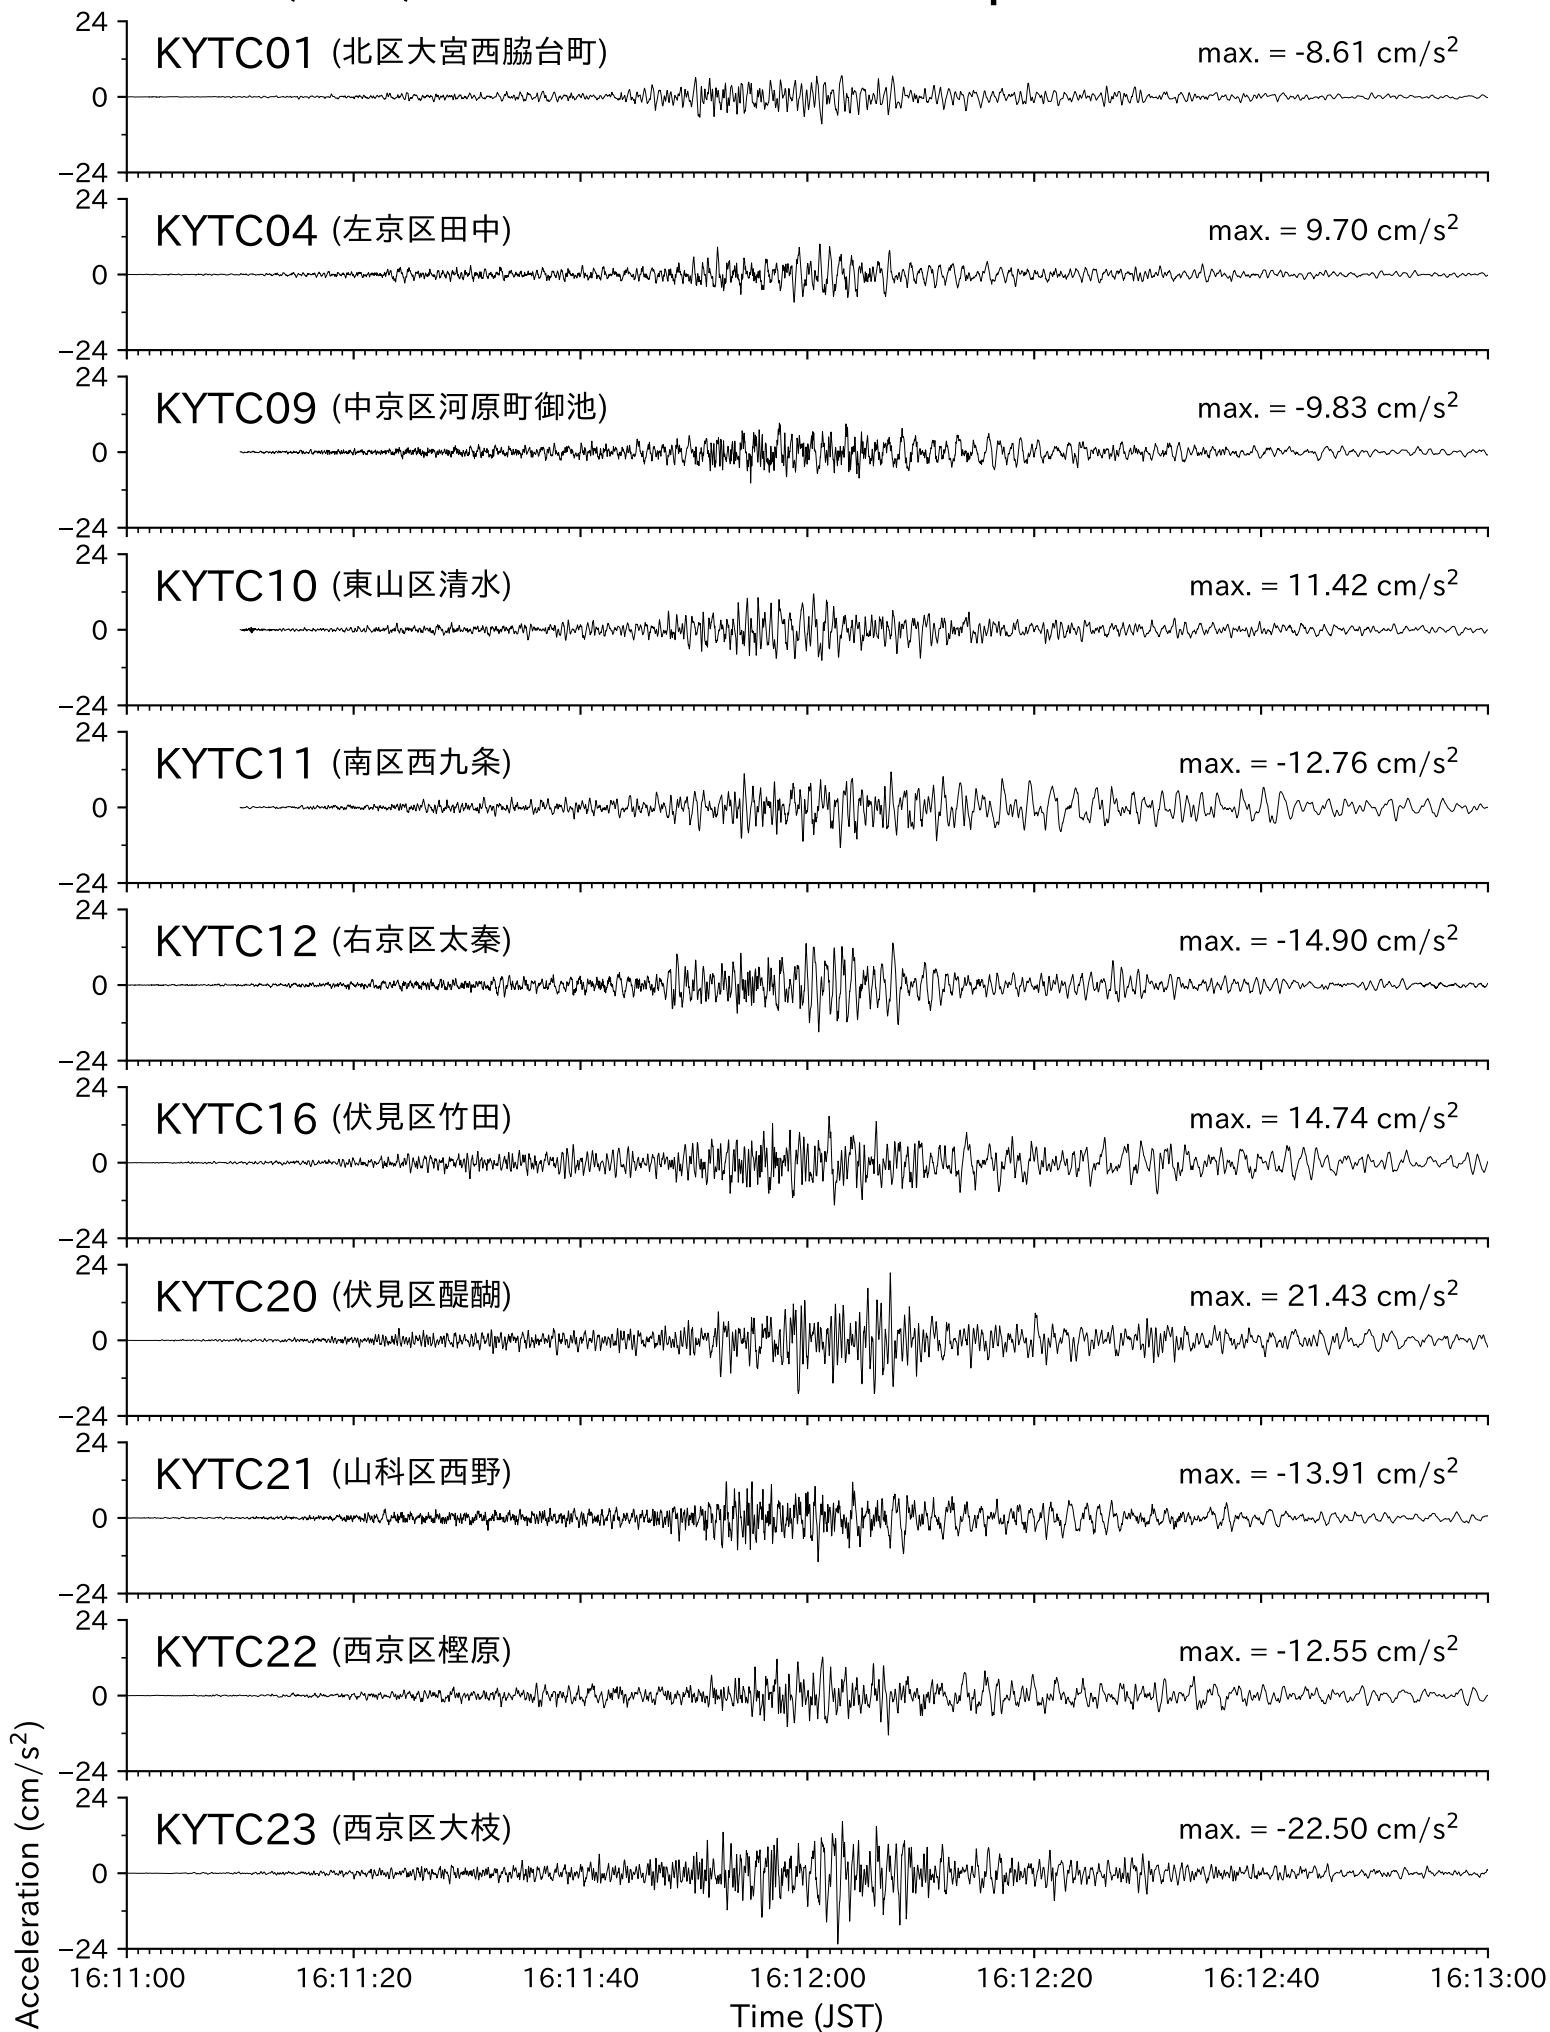 24
KYTC01 (北区大宮西脇台町) max. = -8.61 cm/s²
0
−24
24
KYTC04 (左京区田中) max. = 9.70 cm/s²
0
−24
24
KYTC09 (中京区河原町御池) max. = -9.83 cm/s²
0
−24
24
KYTC10 (東山区清水) max. = 11.42 cm/s²
0
−24
24
KYTC11 (南区西九条) max. = -12.76 cm/s²
0
−24
24
KYTC12 (右京区太秦) max. = -14.90 cm/s²
0
−24
24
KYTC16 (伏見区竹田) max. = 14.74 cm/s²
0
−24
24
KYTC20 (伏見区醍醐) max. = 21.43 cm/s²
0
−24
24
KYTC21 (山科区西野) max. = -13.91 cm/s²
0
−24
24
KYTC22 (西京区樫原) max. = -12.55 cm/s²
0
−24
24
KYTC23 (西京区大枝) max. = -22.50 cm/s²
0
−24
Acceleration (cm/s²)
16:11:00 16:11:20 16:11:40 16:12:00 16:12:20 16:12:40 16:13:00
Time (JST)